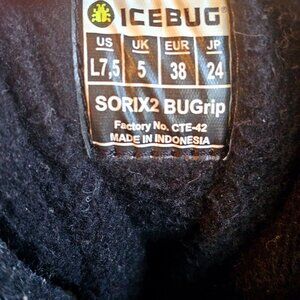 ICEBUG
US UK EUR JP
L7,5 5 38 24
SORIX2 BUGrip
Factory No. CTE-42
MADE IN INDONESIA